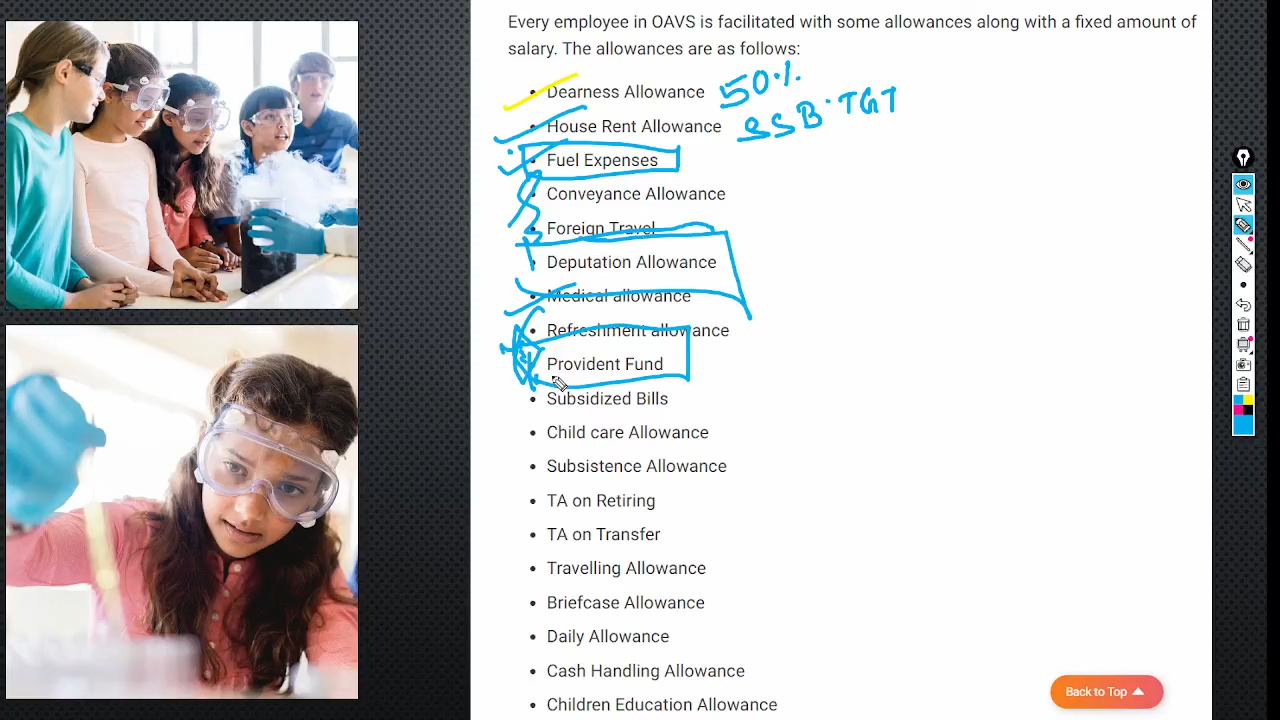 Every employee in OAVS is facilitated with some allowances along with a fixed amount of
salary. The allowances are as follows:
• Dearness Allowance 50%
• House Rent Allowance SSB·TGT
• Fuel Expenses
• Conveyance Allowance
• Foreign Travel
• Deputation Allowance
• Medical allowance
• Refreshment allowance
• Provident Fund
• Subsidized Bills
• Child care Allowance
• Subsistence Allowance
• TA on Retiring
• TA on Transfer
• Travelling Allowance
• Briefcase Allowance
• Daily Allowance
• Cash Handling Allowance
• Children Education Allowance
Back to Top